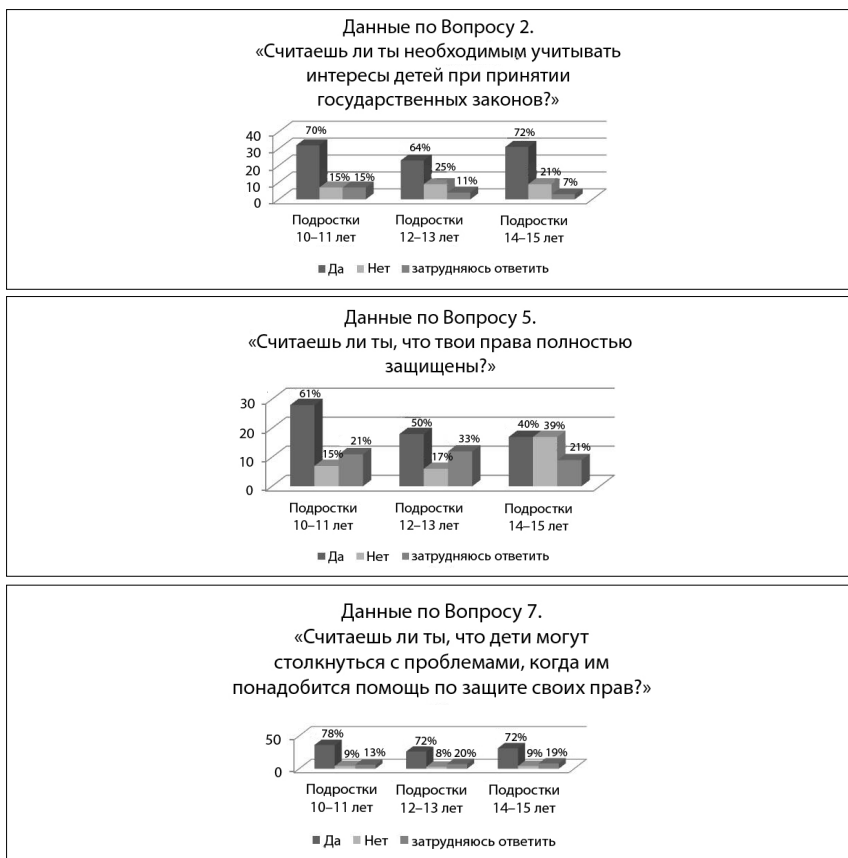 Данные по Вопросу 2.
«Считаешь ли ты необходимым учитывать
интересы детей при принятии
государственных законов?»
40
30
20
10
0
70%
15%
15%
64%
25%
11%
72%
21%
7%
Подростки
10–11 лет
Подростки
12–13 лет
Подростки
14–15 лет
Да
Нет
затрудняюсь ответить
Данные по Вопросу 5.
«Считаешь ли ты, что твои права полностью
защищены?»
30
20
10
0
61%
15%
21%
50%
17%
33%
40%
39%
21%
Подростки
10–11 лет
Подростки
12–13 лет
Подростки
14–15 лет
Да
Нет
затрудняюсь ответить
Данные по Вопросу 7.
«Считаешь ли ты, что дети могут
столкнуться с проблемами, когда им
понадобится помощь по защите своих прав?»
50
0
78%
9%
13%
72%
8%
20%
72%
9%
19%
Подростки
10–11 лет
Подростки
12–13 лет
Подростки
14–15 лет
Да
Нет
затрудняюсь ответить